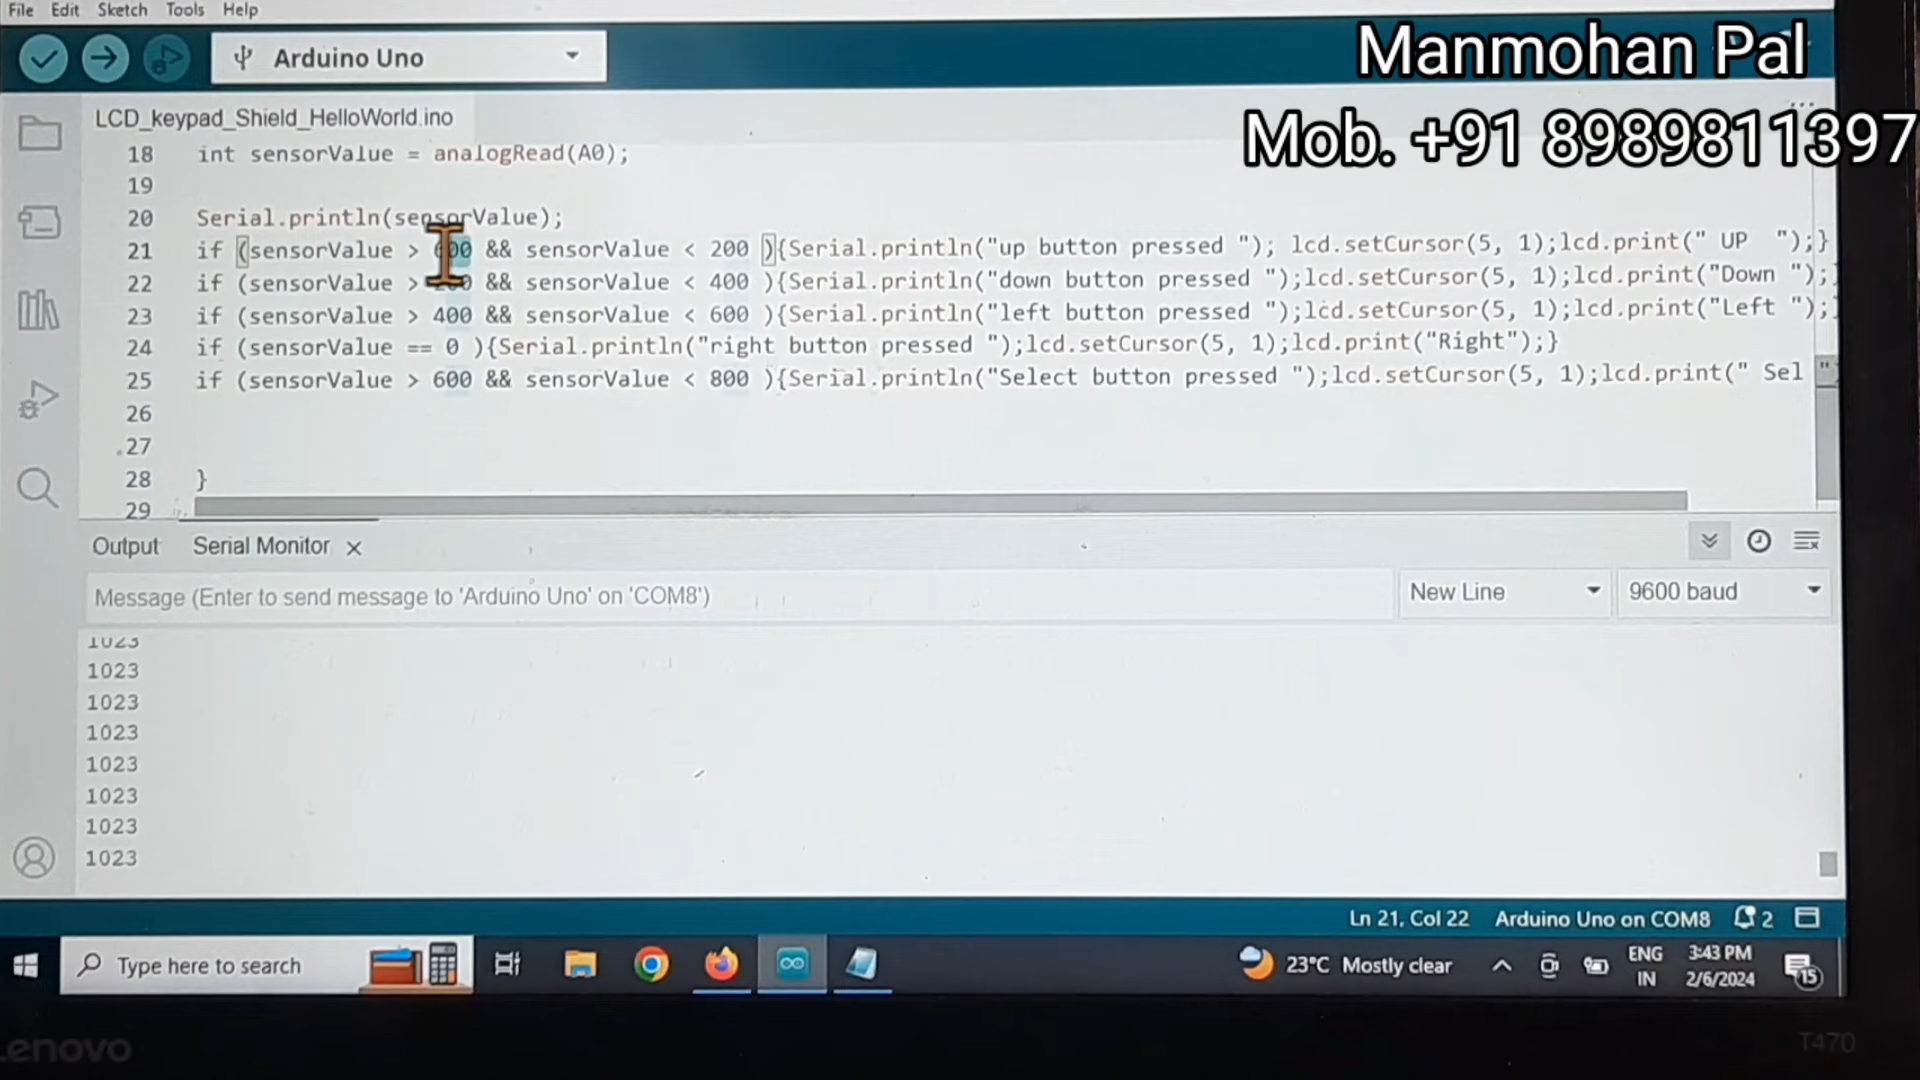 File Edit Sketch Tools Help
Manmohan Pal
Arduino Uno
Mob. +91 8989811397
LCD_keypad_Shield_HelloWorld.ino
18 int sensorValue = analogRead(A0);
19
20 Serial.println(sensorValue);
21 if (sensorValue > && sensorValue < 200 ){Serial.println("up button pressed "); lcd.setCursor(5, 1);lcd.print(" UP ");}
22 if (sensorValue > && sensorValue < 400 ){Serial.println("down button pressed ");lcd.setCursor(5, 1);lcd.print("Down ");
23 if (sensorValue > 400 && sensorValue < 600 ){Serial.println("left button pressed ");lcd.setCursor(5, 1);lcd.print("Left ");
24 if (sensorValue == 0 ){Serial.println("right button pressed ");lcd.setCursor(5, 1);lcd.print("Right");}
25 if (sensorValue > 600 && sensorValue < 800 ){Serial.println("Select button pressed ");lcd.setCursor(5, 1);lcd.print(" Sel "
26
27
28 }
29
Output Serial Monitor
Message (Enter to send message to 'Arduino Uno' on 'COM8')
New Line
9600 baud
1023
1023
1023
1023
1023
1023
1023
1023
Ln 21, Col 22 Arduino Uno on COM8 2
Type here to search
23°C Mostly clear
ENG
IN
3:43 PM
2/6/2024
15
Lenovo
T470